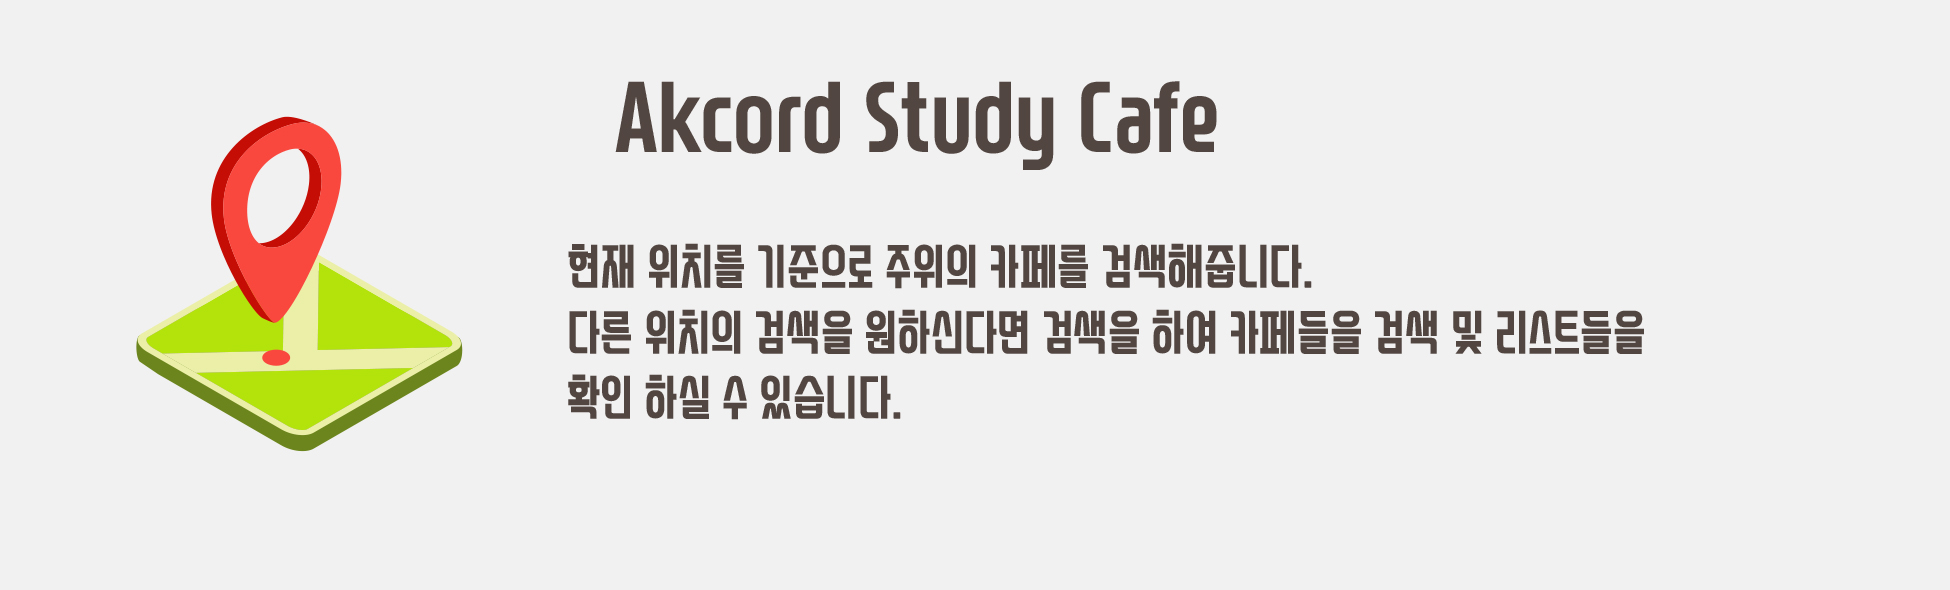 Akcord Study Cafe
현재 위치를 기준으로 주위의 카페를 검색해줍니다.
다른 위치의 검색을 원하신다면 검색을 하여 카페들을 검색 및 리스트들을
확인 하실 수 있습니다.